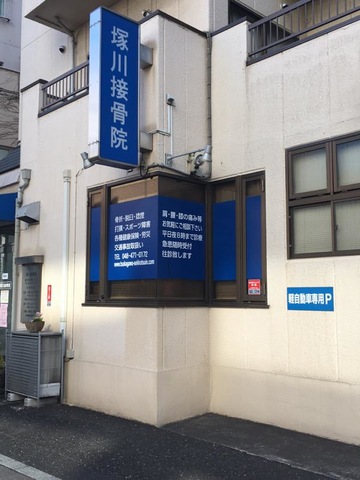 塚川接骨院
骨折・脱臼・捻挫
打撲・スポーツ障害
各種健康保険・労災
交通事故取扱い
TEL 048-471-0172
www.tsukagawa-sekkotsuin.com
肩・腰・膝の痛み等
お気軽にご相談下さい
平日夜8時まで診療
急患随時受付
往診致します
軽自動車専用P